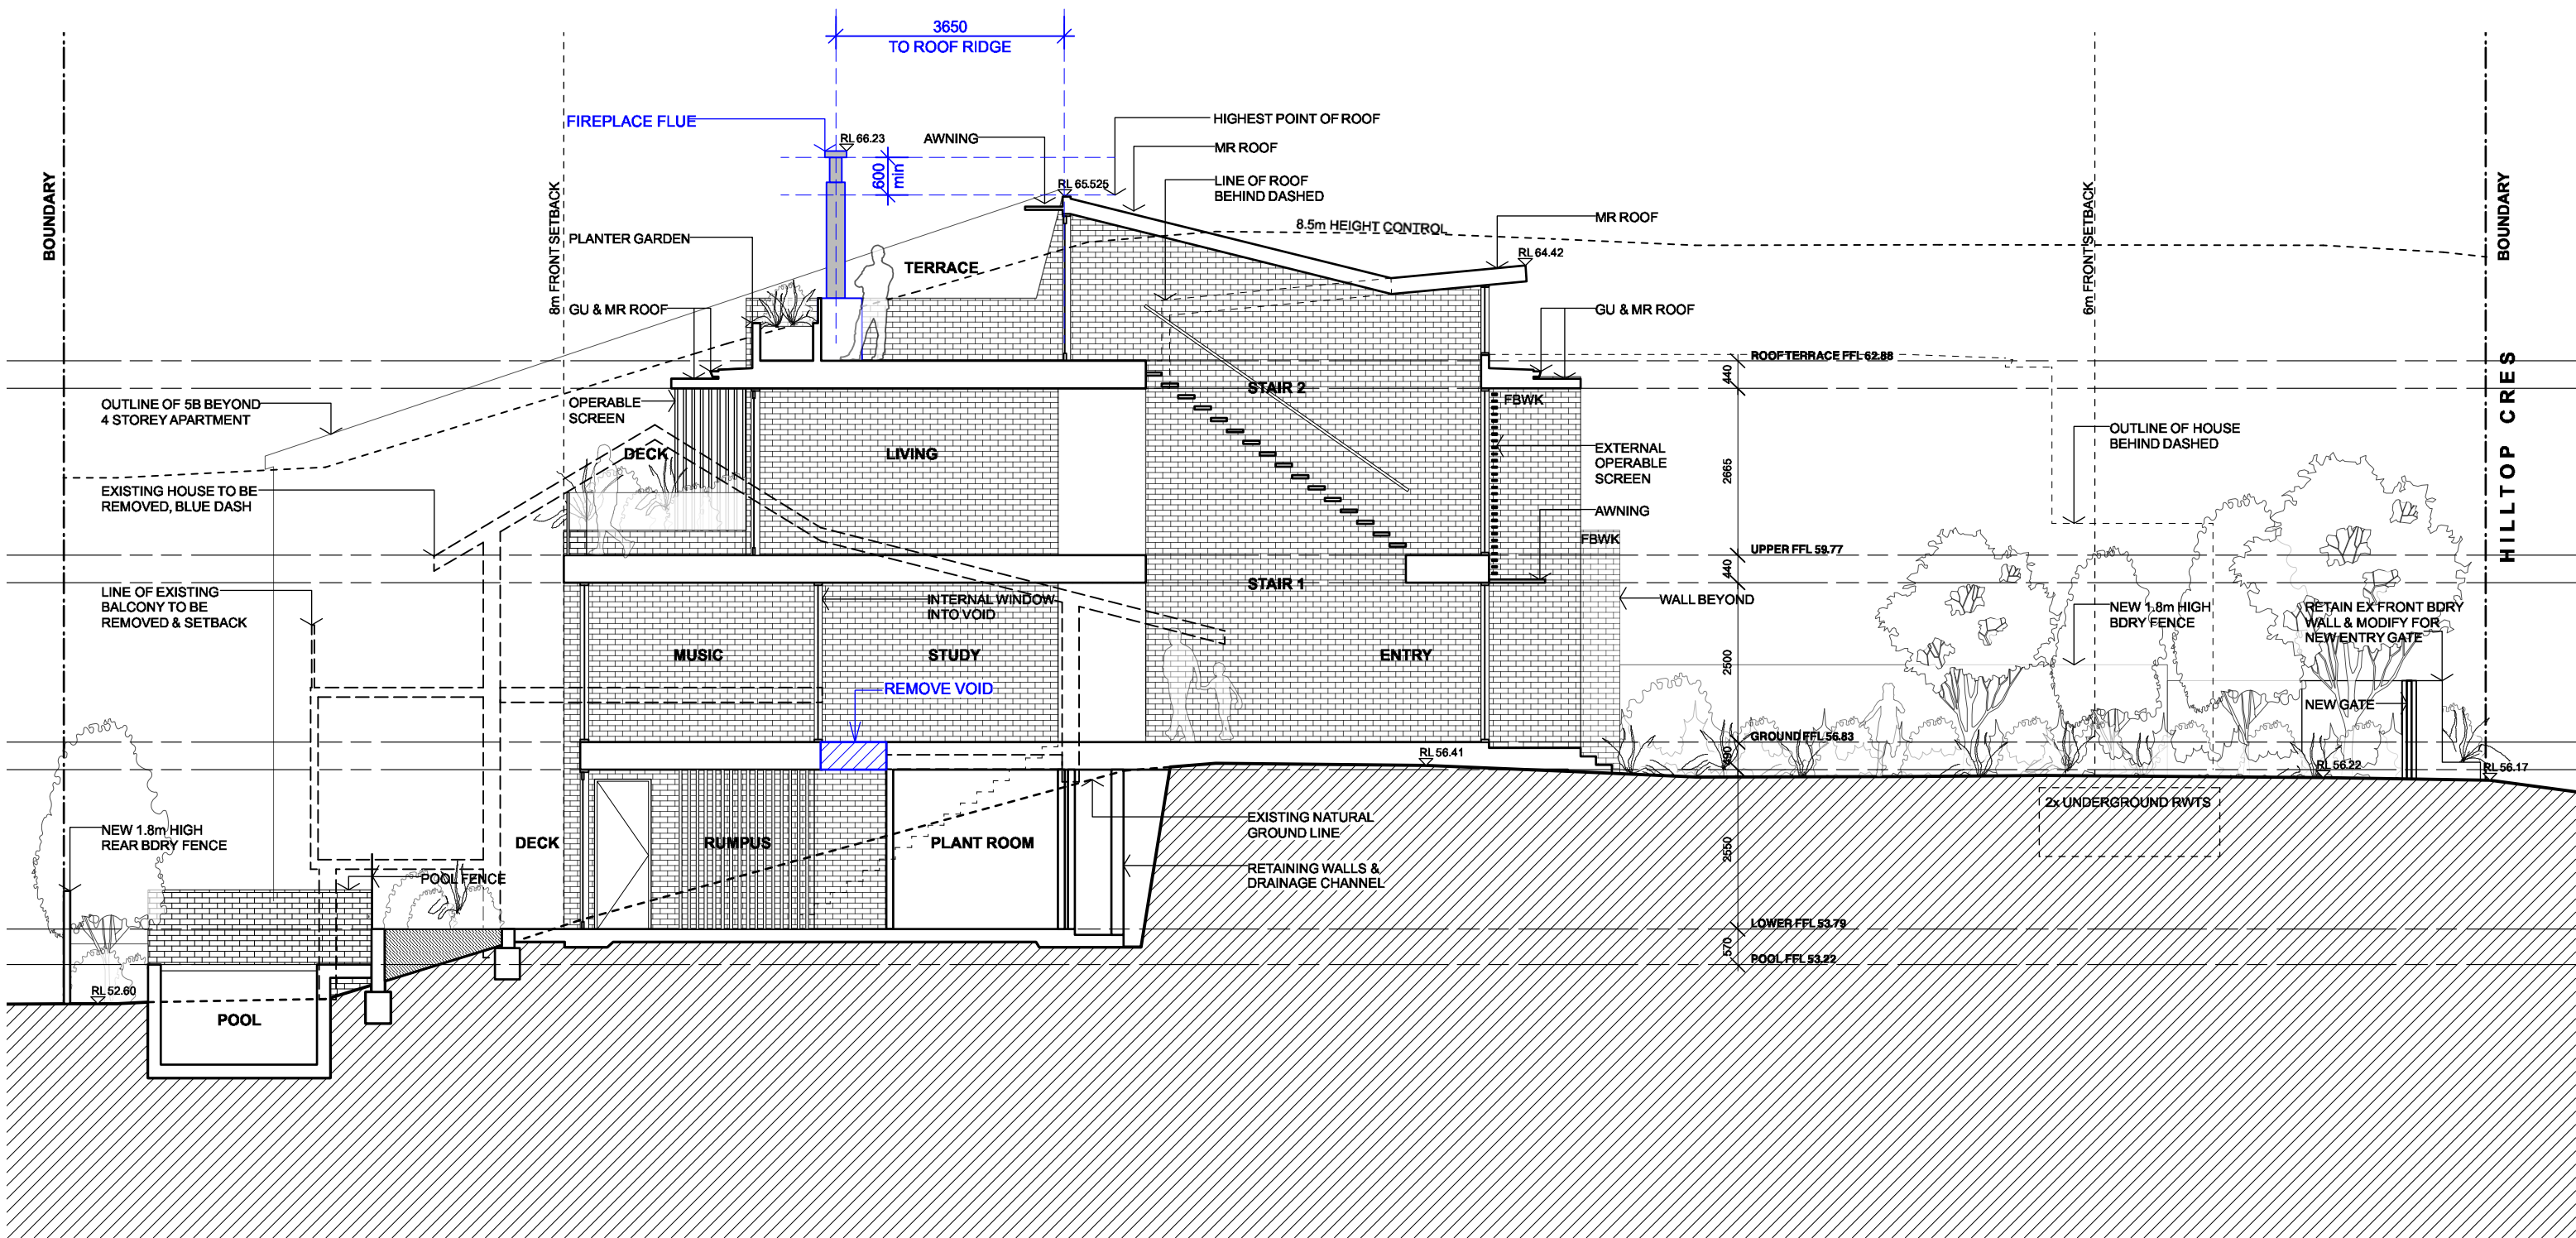 3650
TO ROOF RIDGE
FIREPLACE FLUE
RL 66.23
AWNING
HIGHEST POINT OF ROOF
MR ROOF
600
min
RL 65.525
LINE OF ROOF
BEHIND DASHED
BOUNDARY
8m FRONT SETBACK
PLANTER GARDEN
TERRACE
8.5m HEIGHT CONTROL
MR ROOF
RL 64.42
6m FRONT SETBACK
BOUNDARY
GU & MR ROOF
GU & MR ROOF
ROOF TERRACE FFL 62.88
440
OUTLINE OF 5B BEYOND
4 STOREY APARTMENT
OPERABLE
SCREEN
STAIR 2
FBWK
HILLTOP CRES
DECK
LIVING
EXTERNAL
OPERABLE
SCREEN
2665
OUTLINE OF HOUSE
BEHIND DASHED
EXISTING HOUSE TO BE
REMOVED, BLUE DASH
AWNING
FBWK
UPPER FFL 59.77
440
LINE OF EXISTING
BALCONY TO BE
REMOVED & SETBACK
STAIR 1
INTERNAL WINDOW
INTO VOID
WALL BEYOND
NEW 1.8m HIGH
BDRY FENCE
RETAIN EX FRONT BDRY
WALL & MODIFY FOR
NEW ENTRY GATE
MUSIC
STUDY
ENTRY
2500
REMOVE VOID
NEW GATE
GROUND FFL 56.83
RL 56.41
RL 56.22
RL 56.17
2x UNDERGROUND RWTS
NEW 1.8m HIGH
REAR BDRY FENCE
DECK
RUMPUS
PLANT ROOM
EXISTING NATURAL
GROUND LINE
2550
RETAINING WALLS &
DRAINAGE CHANNEL
POOL FENCE
LOWER FFL 53.79
570
POOL FFL 53.22
RL 52.60
POOL